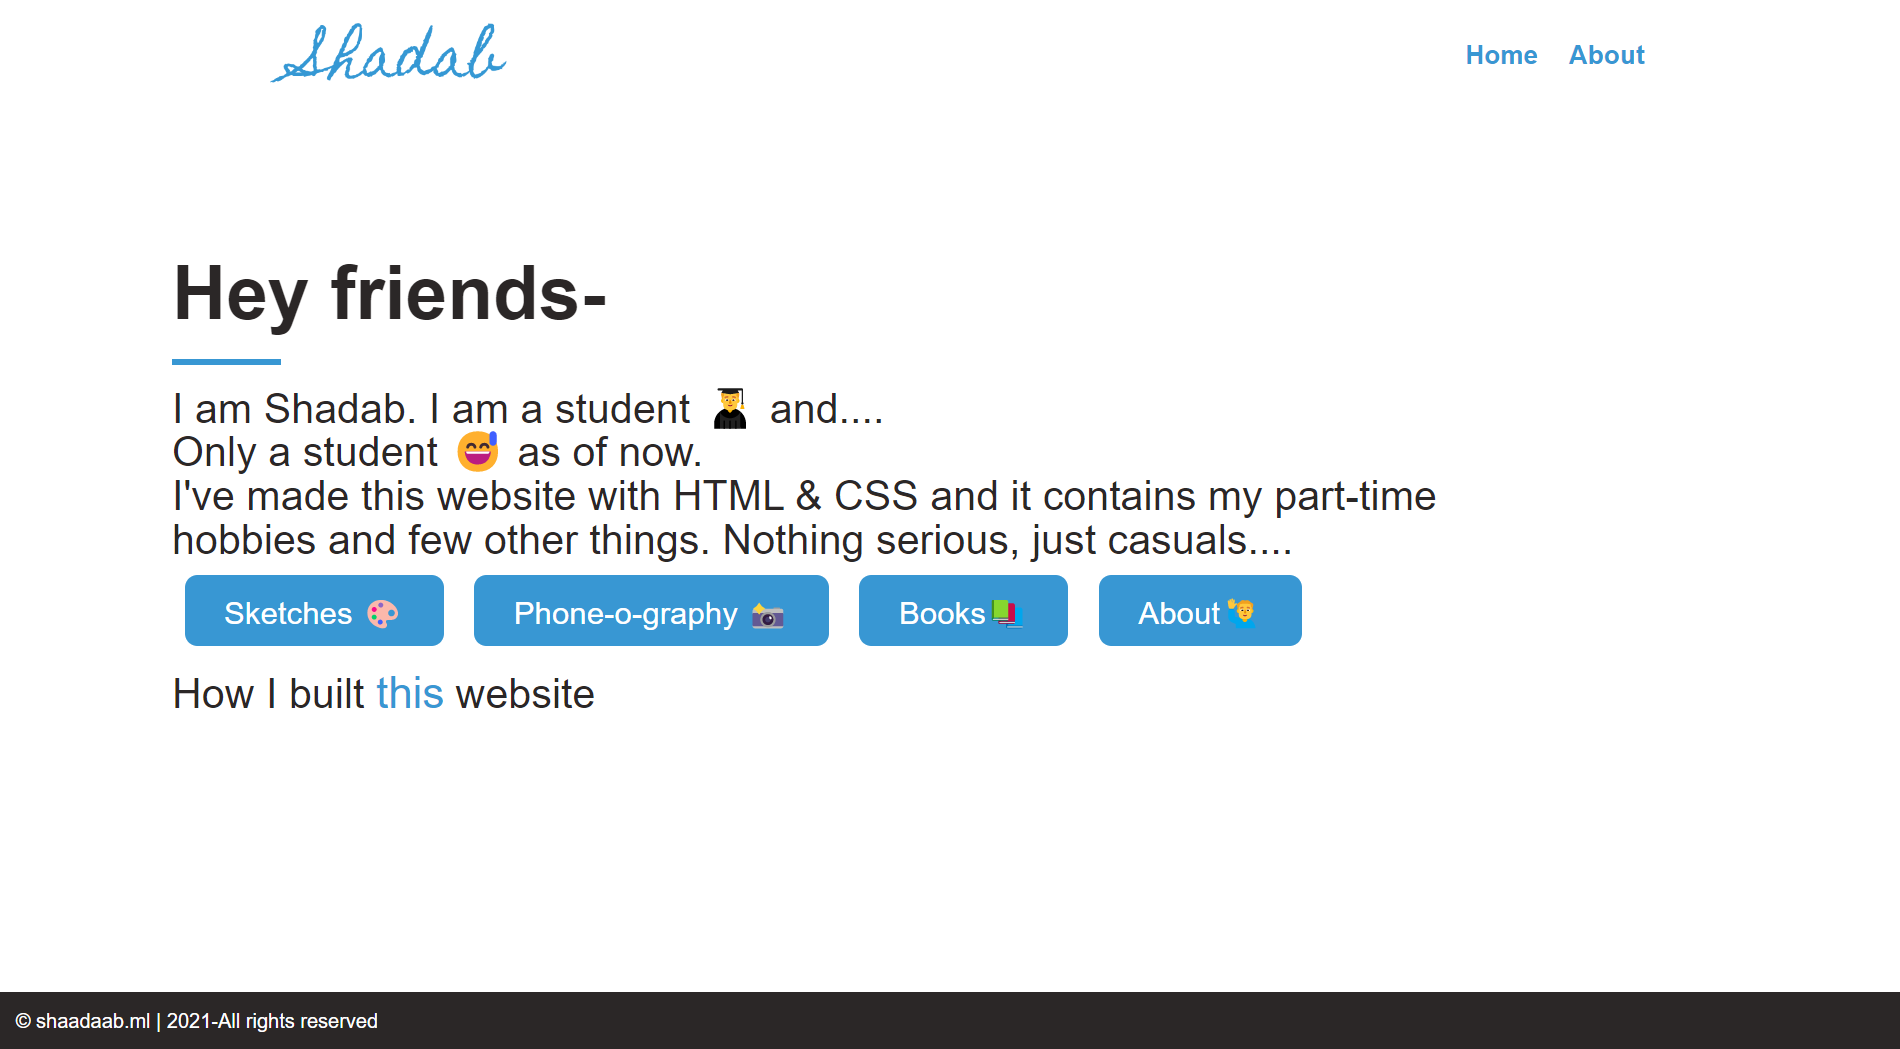 Shadab
Home About
Hey friends-
I am Shadab. I am a student 👨‍🎓 and....
Only a student 😅 as of now.
I've made this website with HTML & CSS and it contains my part-time
hobbies and few other things. Nothing serious, just casuals....
Sketches 🎨 Phone-o-graphy 📸 Books📚 About🙋‍♂️
How I built this website
© shaadaab.ml | 2021-All rights reserved